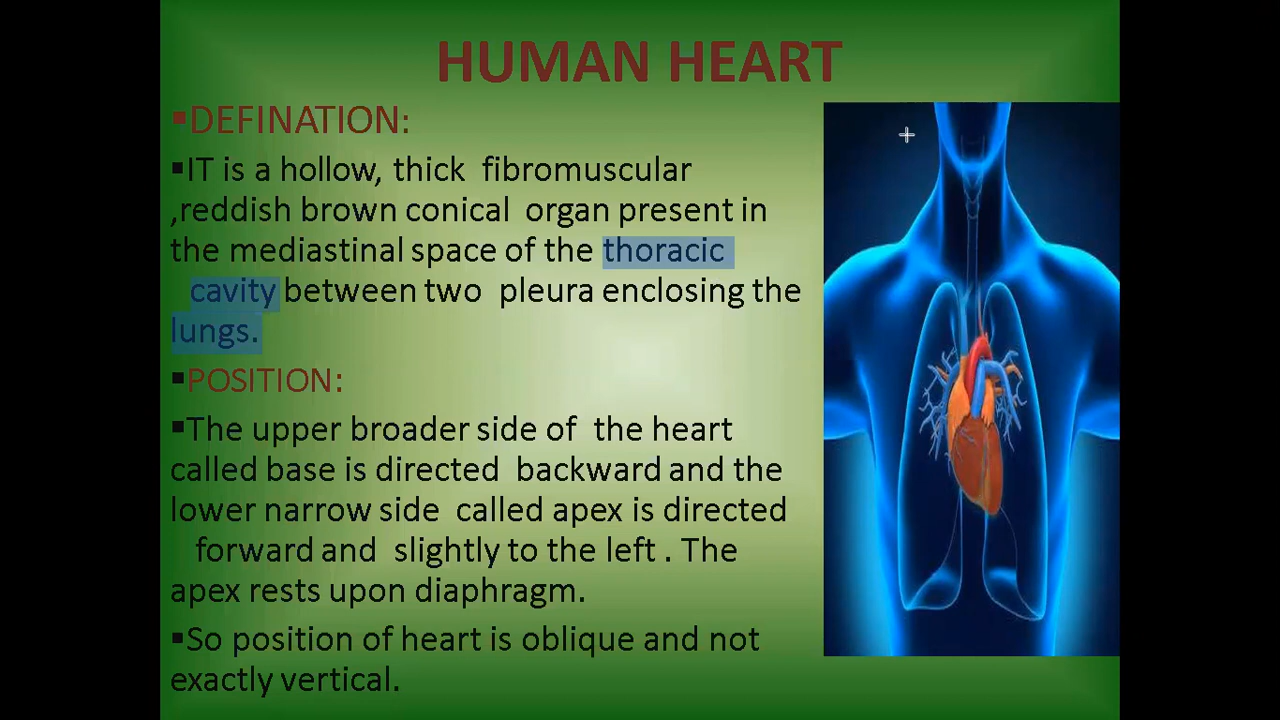 HUMAN HEART
▪DEFINATION:
▪IT is a hollow, thick fibromuscular
,reddish brown conical organ present in
the mediastinal space of the thoracic
cavity between two pleura enclosing the
lungs.
▪POSITION:
▪The upper broader side of the heart
called base is directed backward and the
lower narrow side called apex is directed
forward and slightly to the left . The
apex rests upon diaphragm.
▪So position of heart is oblique and not
exactly vertical.